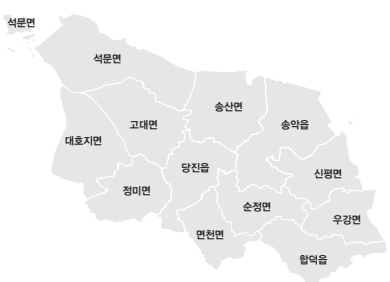 석문면
석문면
송산면
고대면
송악읍
대호지면
당진읍
신평면
정미면
순정면
우강면
면천면
합덕읍